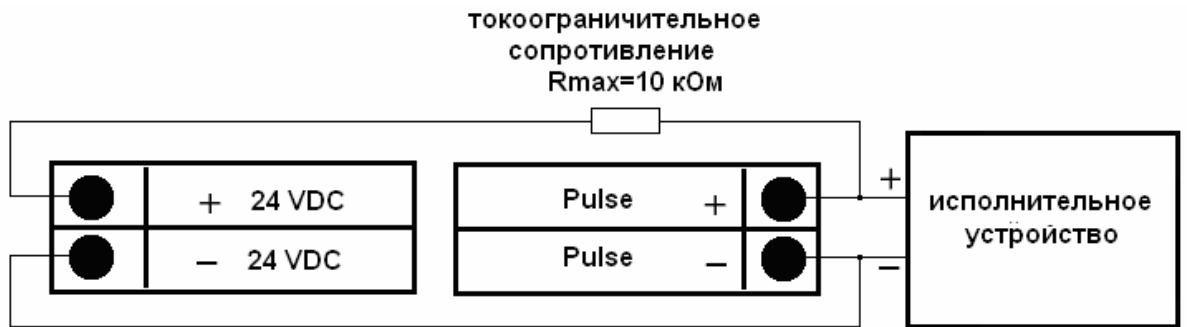 токоограничительное
сопротивление
Rmax=10 кОм
+ 24 VDC
− 24 VDC
Pulse +
Pulse −
+
−
исполнительное
устройство